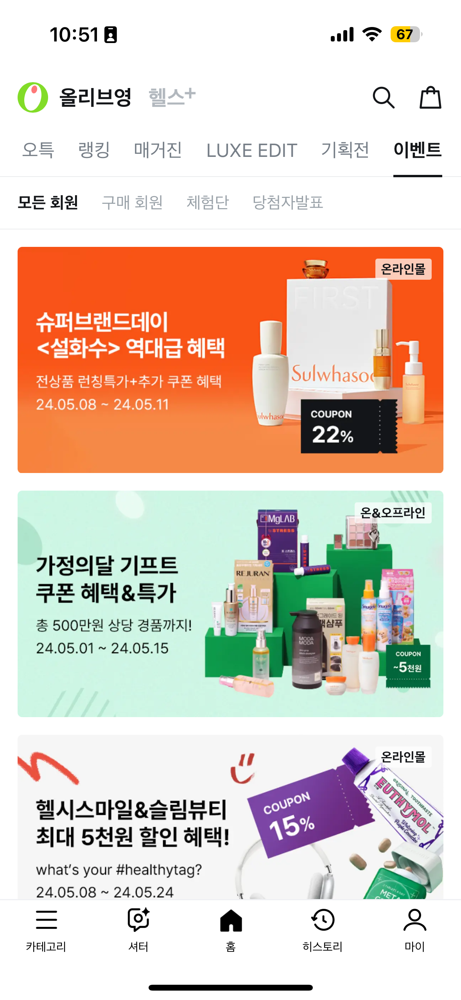 10:51
67
올리브영 헬스+
오특 랭킹 매거진 LUXE EDIT 기획전 이벤트
모든 회원 구매 회원 체험단 당첨자발표
온라인몰
FIRST
슈퍼브랜드데이
<설화수> 역대급 혜택
전상품 런칭특가+추가 쿠폰 혜택
24.05.08 ~ 24.05.11
Sulwhasoo
COUPON
22%
온&오프라인
MgLAB
STRESS
가정의달 기프트
쿠폰 혜택&특가
총 500만원 상당 경품까지!
24.05.01 ~ 24.05.15
REJURAN
STRESS
Snuggle Snuggle
MODA
MODA
COUPON
~5천원
온라인몰
헬시스마일&슬림뷰티
최대 5천원 할인 혜택!
what's your #healthytag?
24.05.08 ~ 24.05.24
COUPON
15%
ORIGINAL TOOTHPASTE
EUTHYMOL
Whitening
카테고리 셔터 홈 히스토리 마이